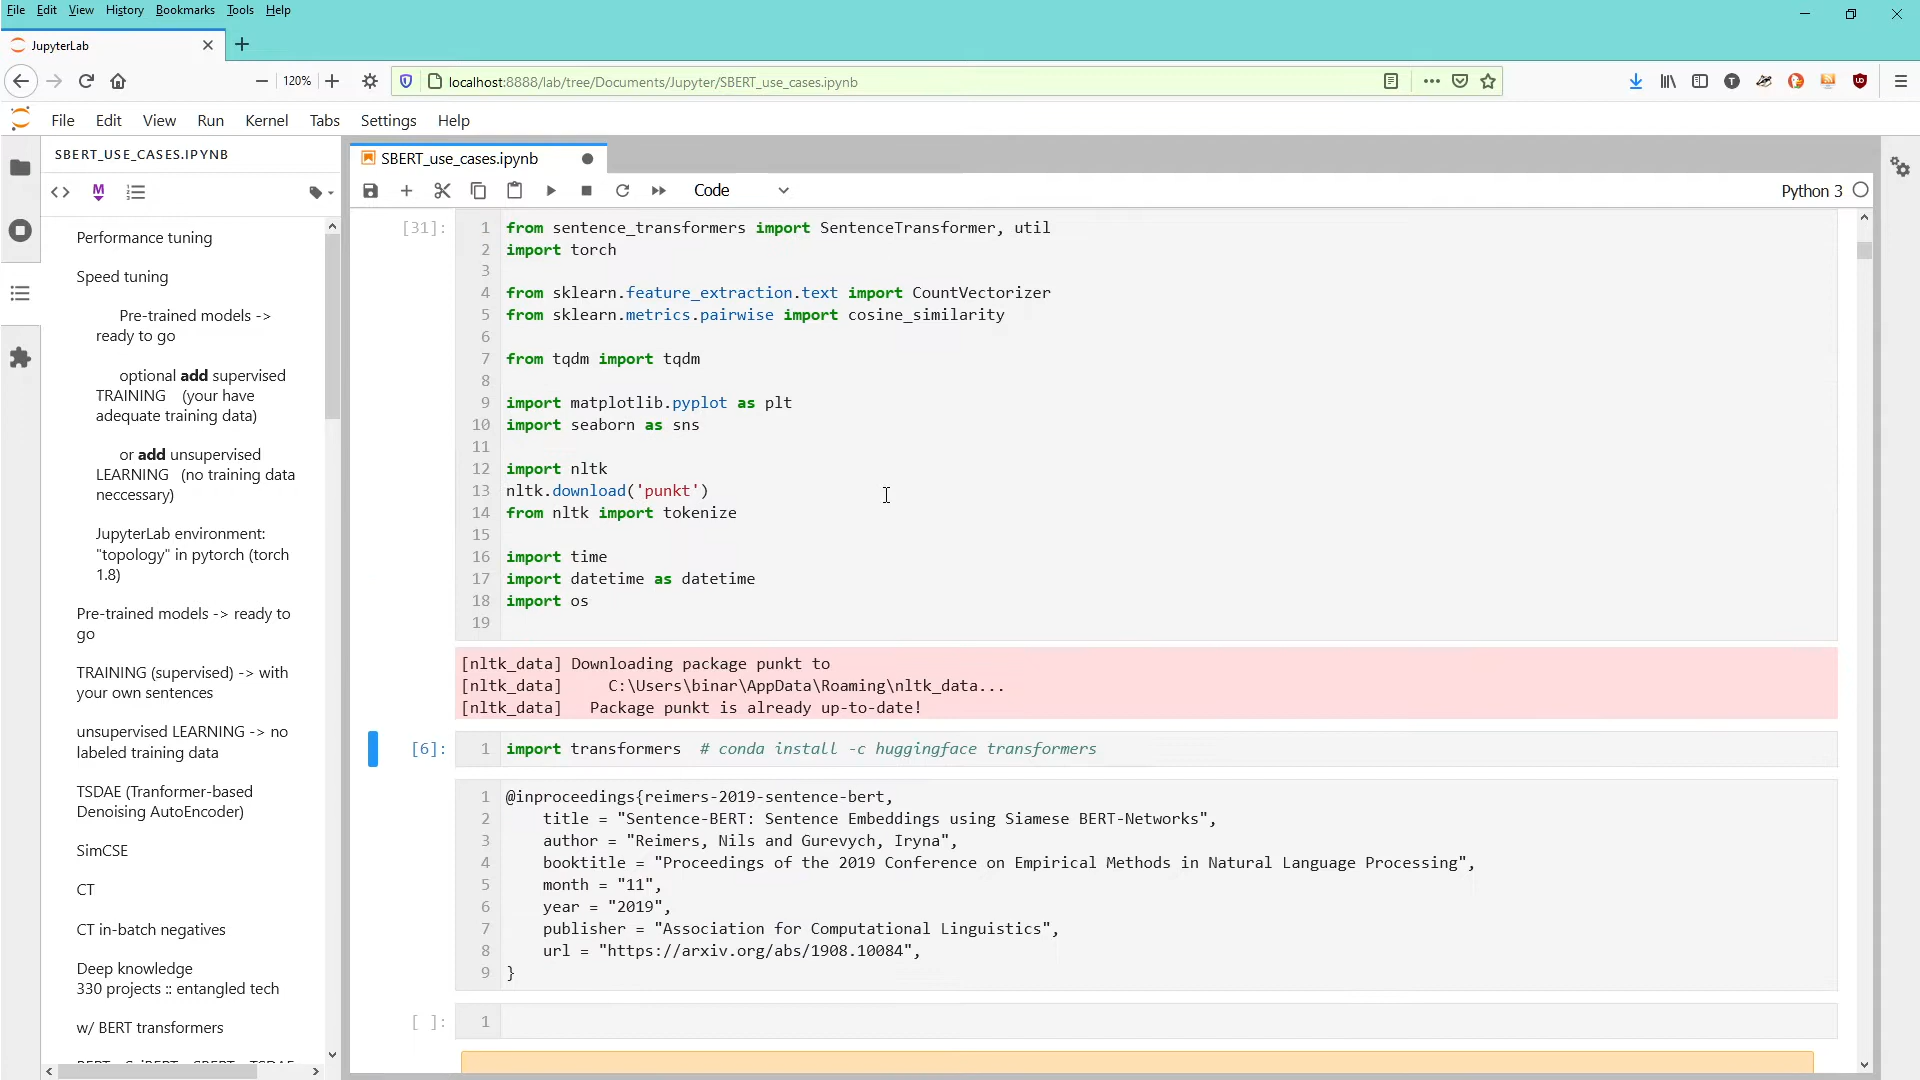 File Edit View History Bookmarks Tools Help
JupyterLab
120%
localhost:8888/lab/tree/Documents/Jupyter/SBERT_use_cases.ipynb
File Edit View Run Kernel Tabs Settings Help
SBERT_USE_CASES.IPYNB
Performance tuning
Speed tuning
Pre-trained models ->
ready to go
optional add supervised
TRAINING (your have
adequate training data)
or add unsupervised
LEARNING (no training data
neccessary)
JupyterLab environment:
"topology" in pytorch (torch
1.8)
Pre-trained models -> ready to
go
TRAINING (supervised) -> with
your own sentences
unsupervised LEARNING -> no
labeled training data
TSDAE (Tranformer-based
Denoising AutoEncoder)
SimCSE
CT
CT in-batch negatives
Deep knowledge
330 projects :: entangled tech
w/ BERT transformers
SBERT_use_cases.ipynb
Code
Python 3
[31]:
1 from sentence_transformers import SentenceTransformer, util
2 import torch
3
4 from sklearn.feature_extraction.text import CountVectorizer
5 from sklearn.metrics.pairwise import cosine_similarity
6
7 from tqdm import tqdm
8
9 import matplotlib.pyplot as plt
10 import seaborn as sns
11
12 import nltk
13 nltk.download('punkt')
14 from nltk import tokenize
15
16 import time
17 import datetime as datetime
18 import os
19
[nltk_data] Downloading package punkt to
[nltk_data]     C:\Users\binar\AppData\Roaming\nltk_data...
[nltk_data]   Package punkt is already up-to-date!
[6]:
1 import transformers  # conda install -c huggingface transformers
1 @inproceedings{reimers-2019-sentence-bert,
2     title = "Sentence-BERT: Sentence Embeddings using Siamese BERT-Networks",
3     author = "Reimers, Nils and Gurevych, Iryna",
4     booktitle = "Proceedings of the 2019 Conference on Empirical Methods in Natural Language Processing",
5     month = "11",
6     year = "2019",
7     publisher = "Association for Computational Linguistics",
8     url = "https://arxiv.org/abs/1908.10084",
9 }
[ ]:
1